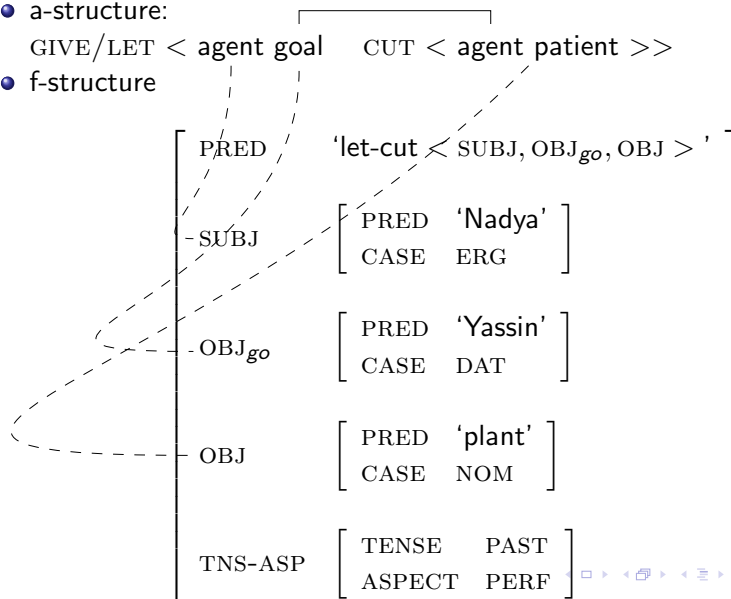 a-structure:
GIVE/LET < agent goal CUT < agent patient >>
f-structure
PRED 'let-cut < SUBJ, OBJgo, OBJ > '
SUBJ
PRED 'Nadya'
CASE ERG
OBJgo
PRED 'Yassin'
CASE DAT
OBJ
PRED 'plant'
CASE NOM
TNS-ASP
TENSE PAST
ASPECT PERF